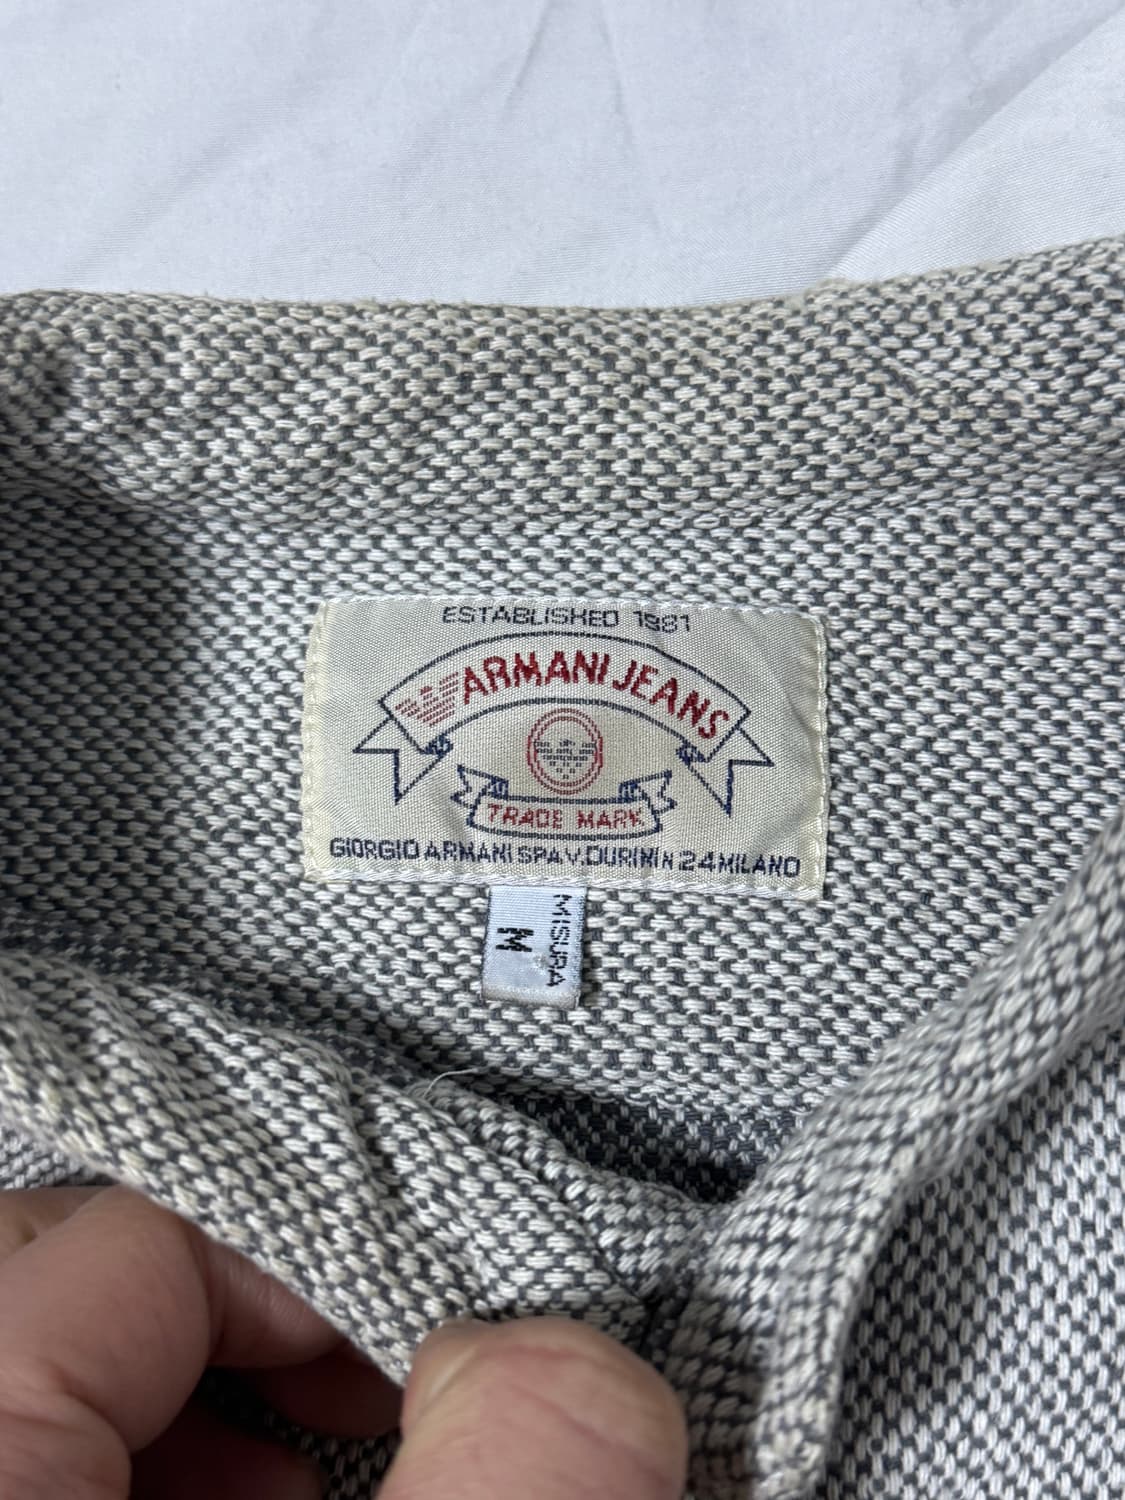 ESTABLISHED 1981
ARMANI JEANS
TRADE MARK
GIORGIO ARMANI SPA V. DURINI N 24 MILANO
MISURA
M